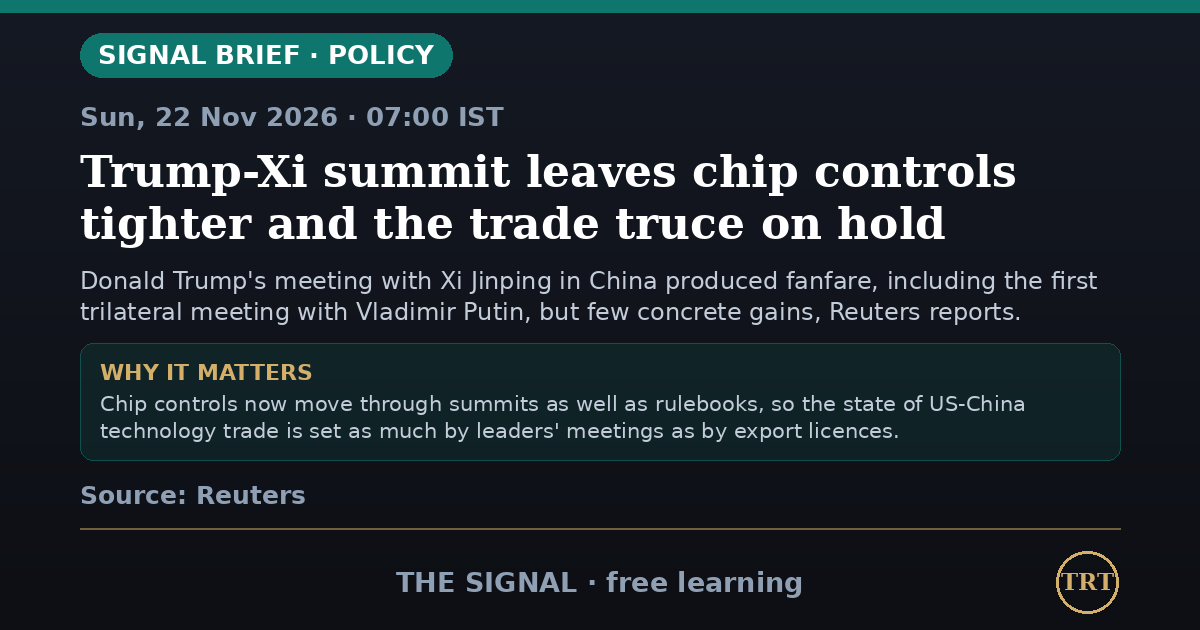 SIGNAL BRIEF · POLICY
Sun, 22 Nov 2026 · 07:00 IST
Trump-Xi summit leaves chip controls
tighter and the trade truce on hold
Donald Trump's meeting with Xi Jinping in China produced fanfare, including the first
trilateral meeting with Vladimir Putin, but few concrete gains, Reuters reports.
WHY IT MATTERS
Chip controls now move through summits as well as rulebooks, so the state of US-China
technology trade is set as much by leaders' meetings as by export licences.
Source: Reuters
THE SIGNAL · free learning
TRT